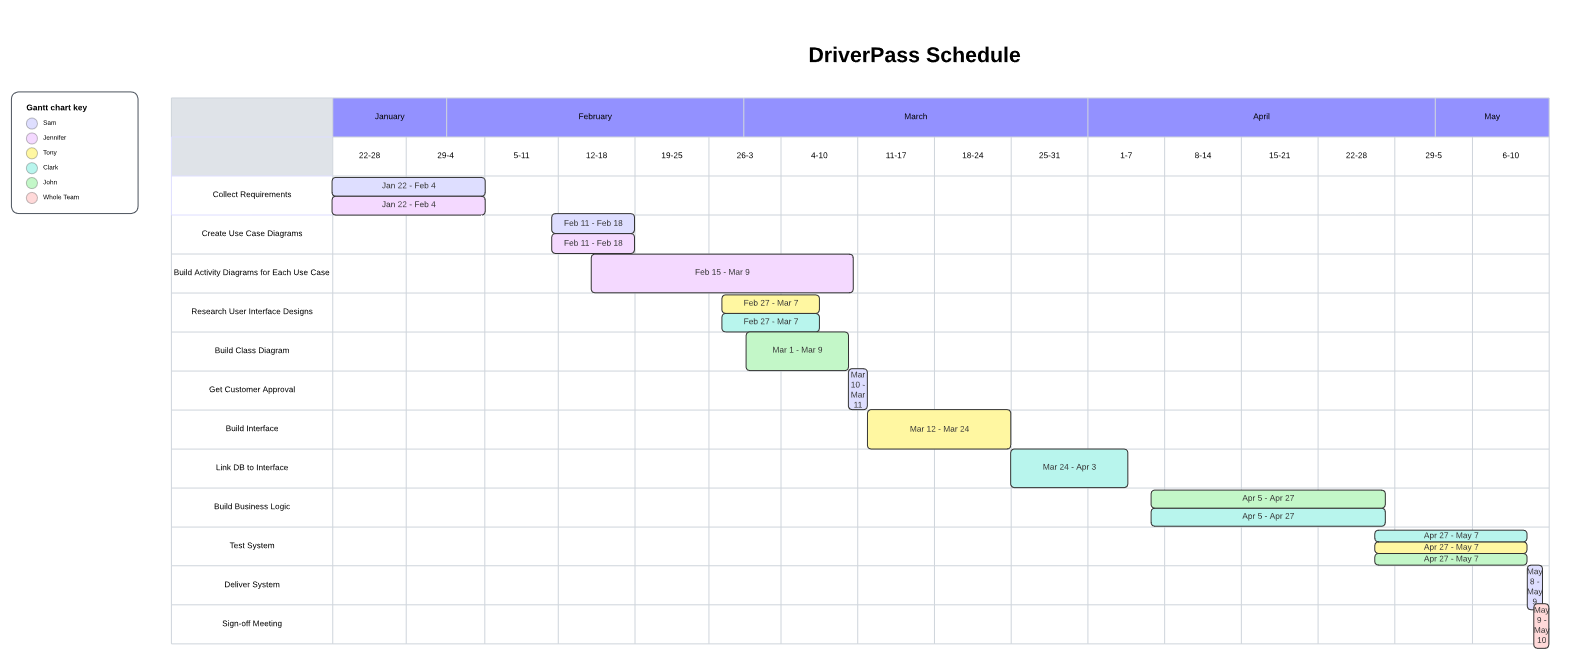 DriverPass Schedule
Gantt chart key
Sam
Jennifer
Tony
Clark
John
Whole Team
January February March April May
22-28 29-4 5-11 12-18 19-25 26-3 4-10 11-17 18-24 25-31 1-7 8-14 15-21 22-28 29-5 6-10
Collect Requirements
Jan 22 - Feb 4
Jan 22 - Feb 4
Create Use Case Diagrams
Feb 11 - Feb 18
Feb 11 - Feb 18
Build Activity Diagrams for Each Use Case
Feb 15 - Mar 9
Research User Interface Designs
Feb 27 - Mar 7
Feb 27 - Mar 7
Build Class Diagram
Mar 1 - Mar 9
Get Customer Approval
Mar
10 -
Mar
11
Build Interface
Mar 12 - Mar 24
Link DB to Interface
Mar 24 - Apr 3
Build Business Logic
Apr 5 - Apr 27
Apr 5 - Apr 27
Test System
Apr 27 - May 7
Apr 27 - May 7
Apr 27 - May 7
Deliver System
May
8 -
May
9
Sign-off Meeting
May
9 -
May
10